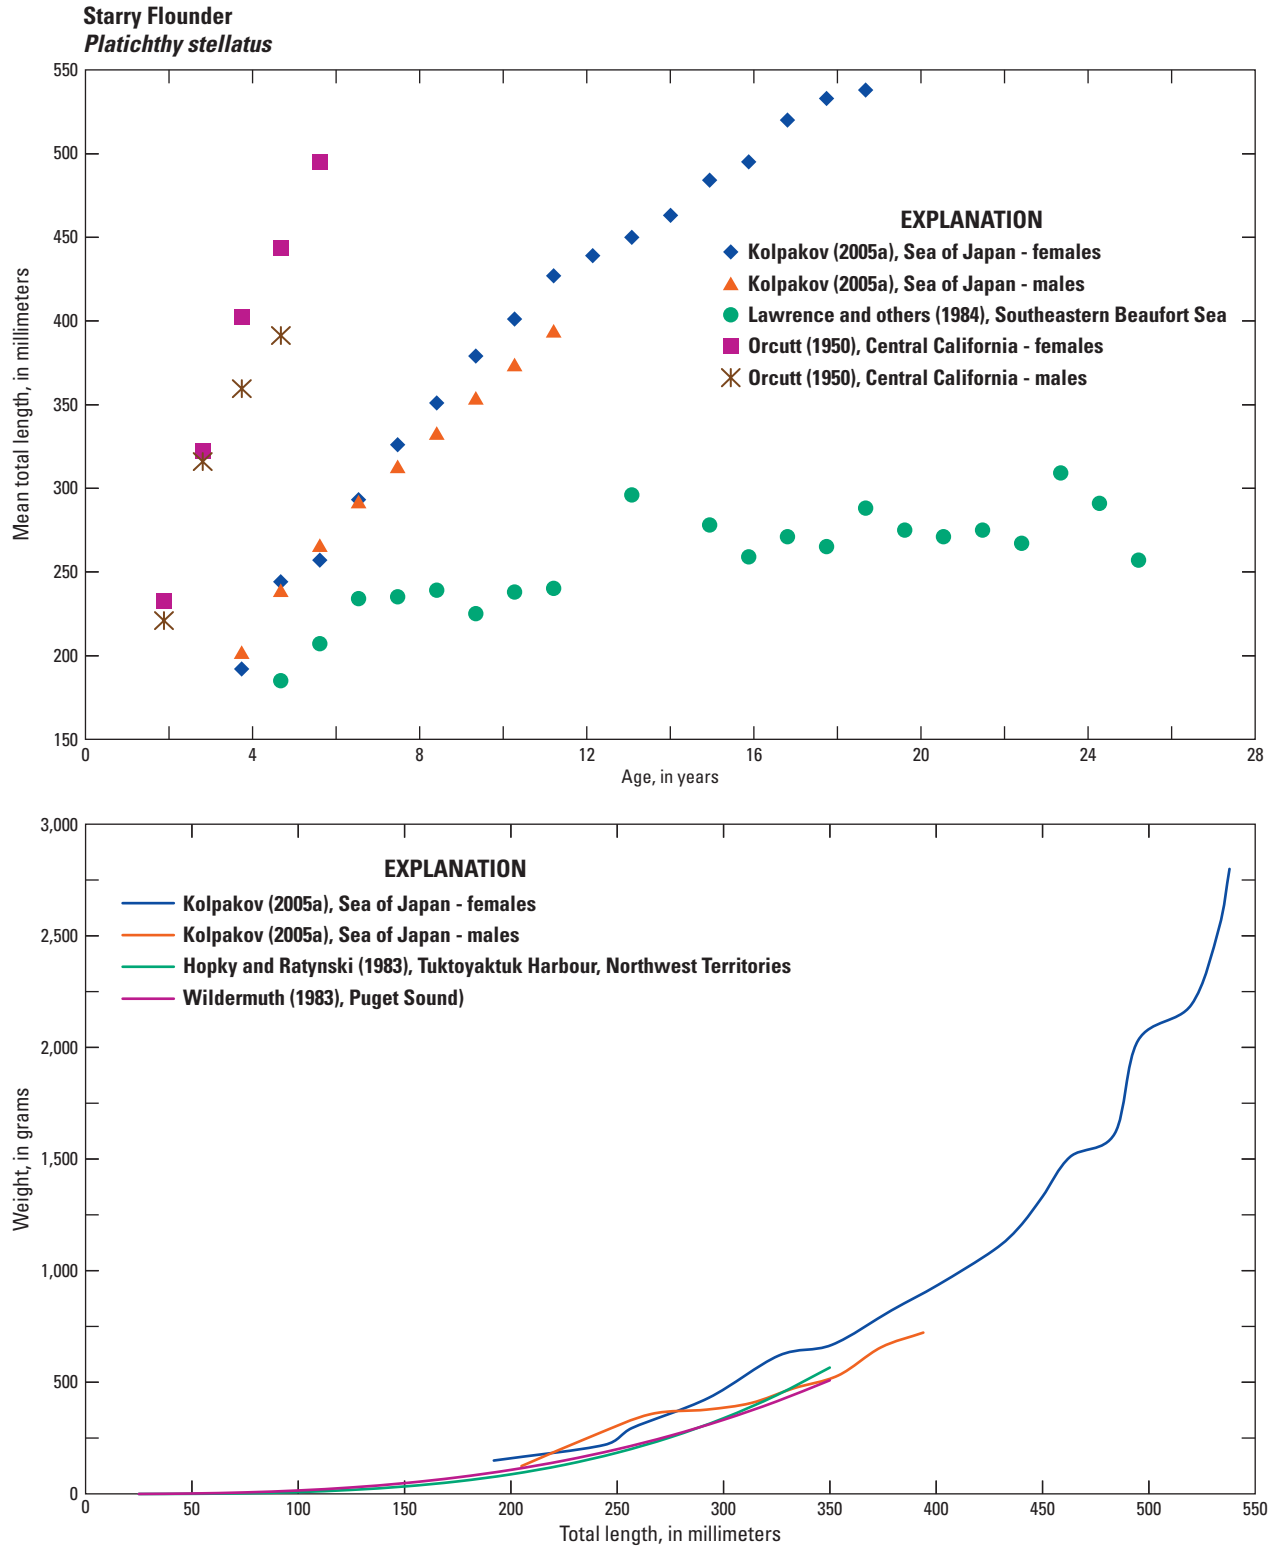 Starry Flounder
Platichthy stellatus
550
500
450
400
350
300
250
200
150
Mean total length, in millimeters
EXPLANATION
Kolpakov (2005a), Sea of Japan - females
Kolpakov (2005a), Sea of Japan - males
Lawrence and others (1984), Southeastern Beaufort Sea
Orcutt (1950), Central California - females
Orcutt (1950), Central California - males
0 4 8 12 16 20 24 28
Age, in years
3,000
2,500
2,000
1,500
1,000
500
0
Weight, in grams
EXPLANATION
Kolpakov (2005a), Sea of Japan - females
Kolpakov (2005a), Sea of Japan - males
Hopky and Ratynski (1983), Tuktoyaktuk Harbour, Northwest Territories
Wildermuth (1983), Puget Sound)
0 50 100 150 200 250 300 350 400 450 500 550
Total length, in millimeters